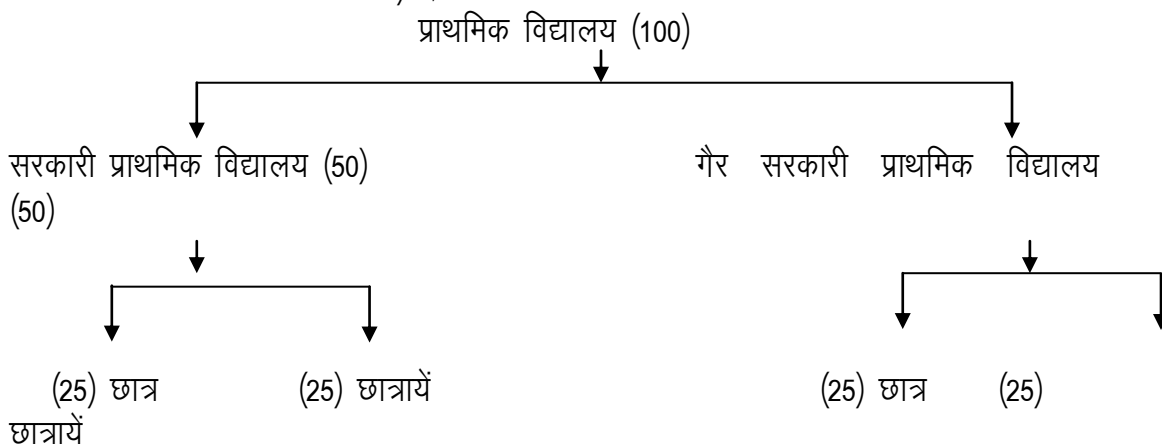 प्राथमिक विद्यालय (100)
सरकारी प्राथमिक विद्यालय (50) गैर सरकारी प्राथमिक विद्यालय
(50)
(25) छात्र (25) छात्रायें (25) छात्र (25)
छात्रायें